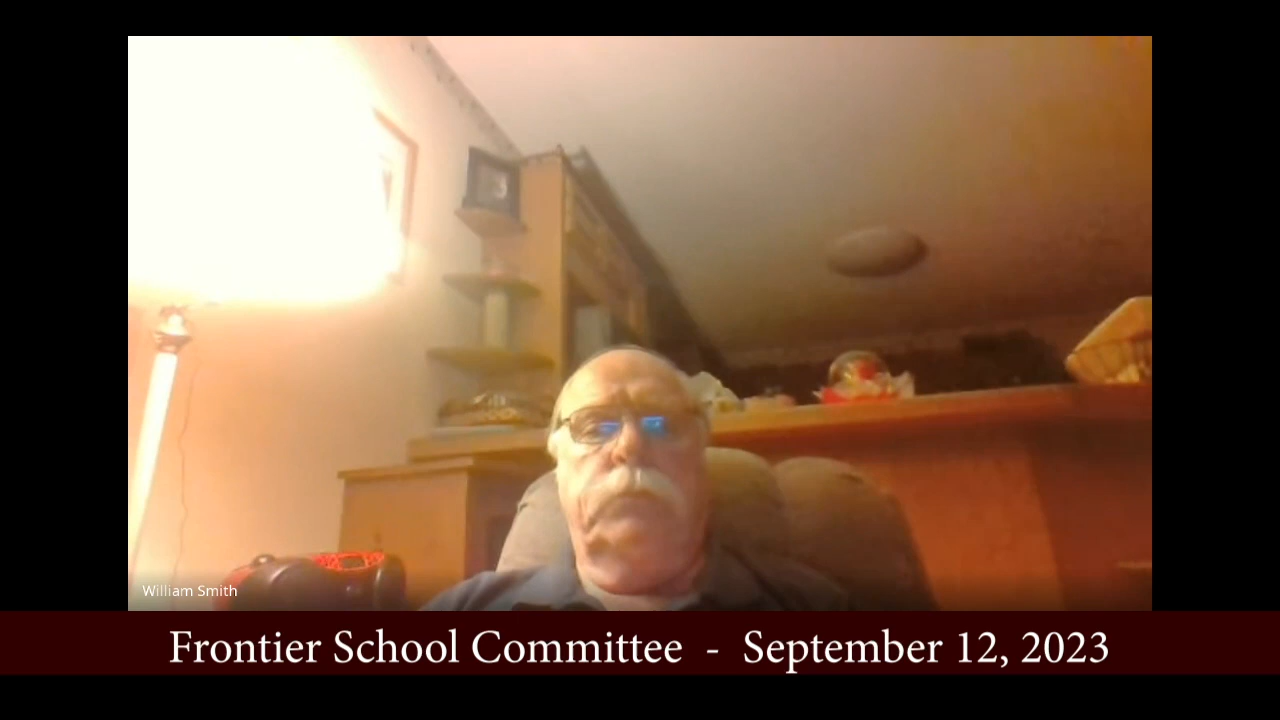 William Smith
Frontier School Committee - September 12, 2023